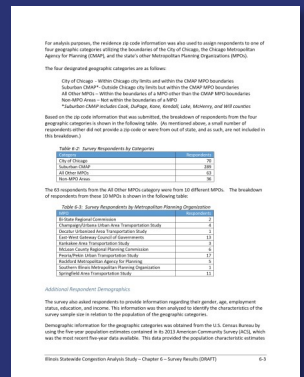 For analysis purposes, the residence zip code information was also used to assign respondents to one of
four geographic categories utilizing the boundaries of the City of Chicago, the Chicago Metropolitan
Agency for Planning (CMAP), and the state's other Metropolitan Planning Organizations (MPOs).
The four designated geographic categories are as follows:
City of Chicago – Within Chicago city limits and within the CMAP MPO boundaries
Suburban CMAP*- Outside Chicago city limits but within the CMAP MPO boundaries
All Other MPOs – Within the boundaries of a MPO other than the CMAP MPO boundaries
Non-MPO Areas – Not within the boundaries of a MPO
*Suburban CMAP includes Cook, DuPage, Kane, Kendall, Lake, McHenry, and Will counties
Based on the zip code information that was submitted, the breakdown of respondents from the four
geographic categories is shown in the following table. (As mentioned above, a small number of
respondents either did not provide a zip code or were from out of state, and as such, are not included in
this breakdown.)
Table 6-2: Survey Respondents by Categories
Category Respondents
City of Chicago
Suburban CMAP
All Other MPOs 63
Non-MPO Areas
The 63 respondents from the All Other MPOs category were from 10 different MPOs. The breakdown
of respondents from these 10 MPOs is shown in the following table:
Table 6-3: Survey Respondents by Metropolitan Planning Organization
MPO Respondents
Bi-State Regional Commission
Champaign/Urbana Urban Area Transportation Study
Decatur Urbanized Area Transportation Study
East-West Gateway Council of Governments
Kankakee Area Transportation Study
McLean County Regional Planning Commission
Peoria/Pekin Urban Transportation Study 17
Rockford Metropolitan Agency for Planning
Southern Illinois Metropolitan Planning Organization
Springfield Area Transportation Study 11
Additional Respondent Demographics
The survey also asked respondents to provide information regarding their gender, age, employment
status, education, and income. This information was then analyzed to identify the characteristics of the
survey sample size in relation to the population of the geographic categories.
Demographic information for the geographic categories was obtained from the U.S. Census Bureau by
using the five-year population estimates contained in its 2013 American Community Survey (ACS), which
was the most recent five-year data available. This data provided the population characteristic estimates
Illinois Statewide Congestion Analysis Study – Chapter 6 – Survey Results (DRAFT) 6-3